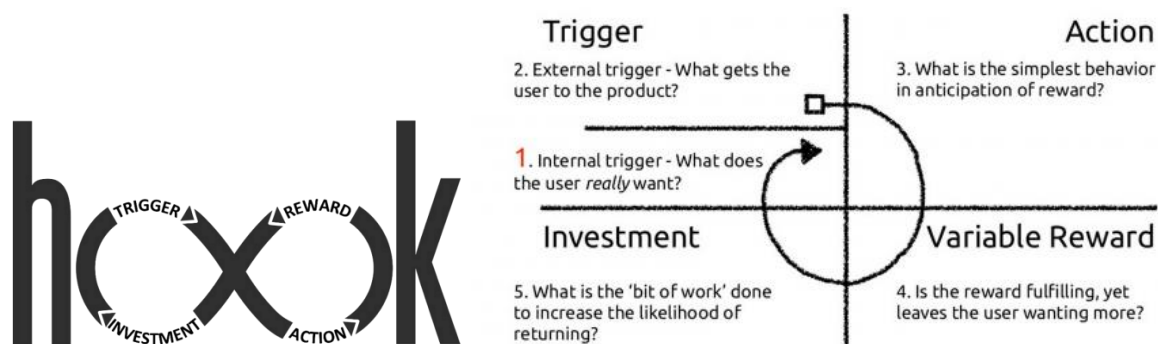 hook
TRIGGER
REWARD
INVESTMENT
ACTION
Trigger
2. External trigger - What gets the
user to the product?
1. Internal trigger - What does
the user really want?
Action
3. What is the simplest behavior
in anticipation of reward?
Investment
5. What is the 'bit of work' done
to increase the likelihood of
returning?
Variable Reward
4. Is the reward fulfilling, yet
leaves the user wanting more?